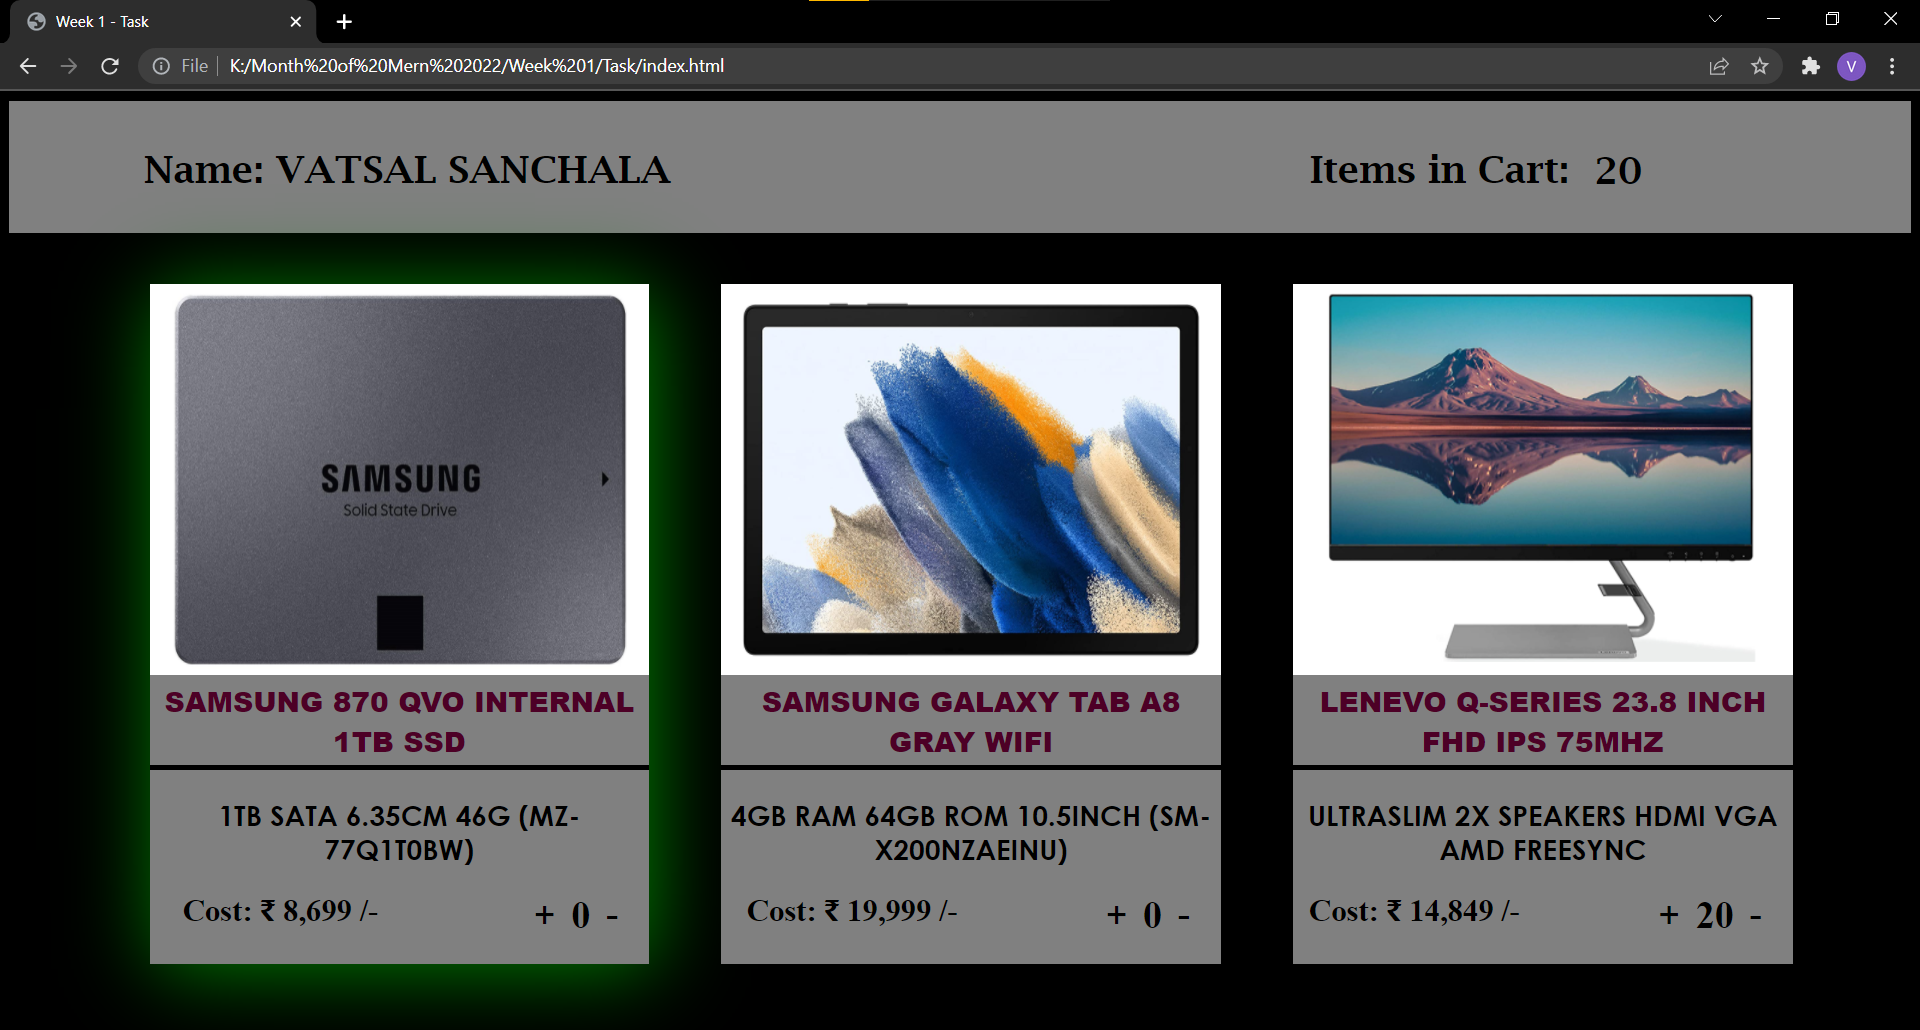 Week 1 - Task
File
K:/Month%20of%20Mern%202022/Week%201/Task/index.html
V
Name: VATSAL SANCHALA
Items in Cart: 20
SAMSUNG
Solid State Drive
SAMSUNG 870 QVO INTERNAL
1TB SSD
1TB SATA 6.35CM 46G (MZ-
77Q1T0BW)
Cost: ₹ 8,699 /-
+ 0 -
SAMSUNG GALAXY TAB A8
GRAY WIFI
4GB RAM 64GB ROM 10.5INCH (SM-
X200NZAEINU)
Cost: ₹ 19,999 /-
+ 0 -
LENEVO Q-SERIES 23.8 INCH
FHD IPS 75MHZ
ULTRASLIM 2X SPEAKERS HDMI VGA
AMD FREESYNC
Cost: ₹ 14,849 /-
+ 20 -